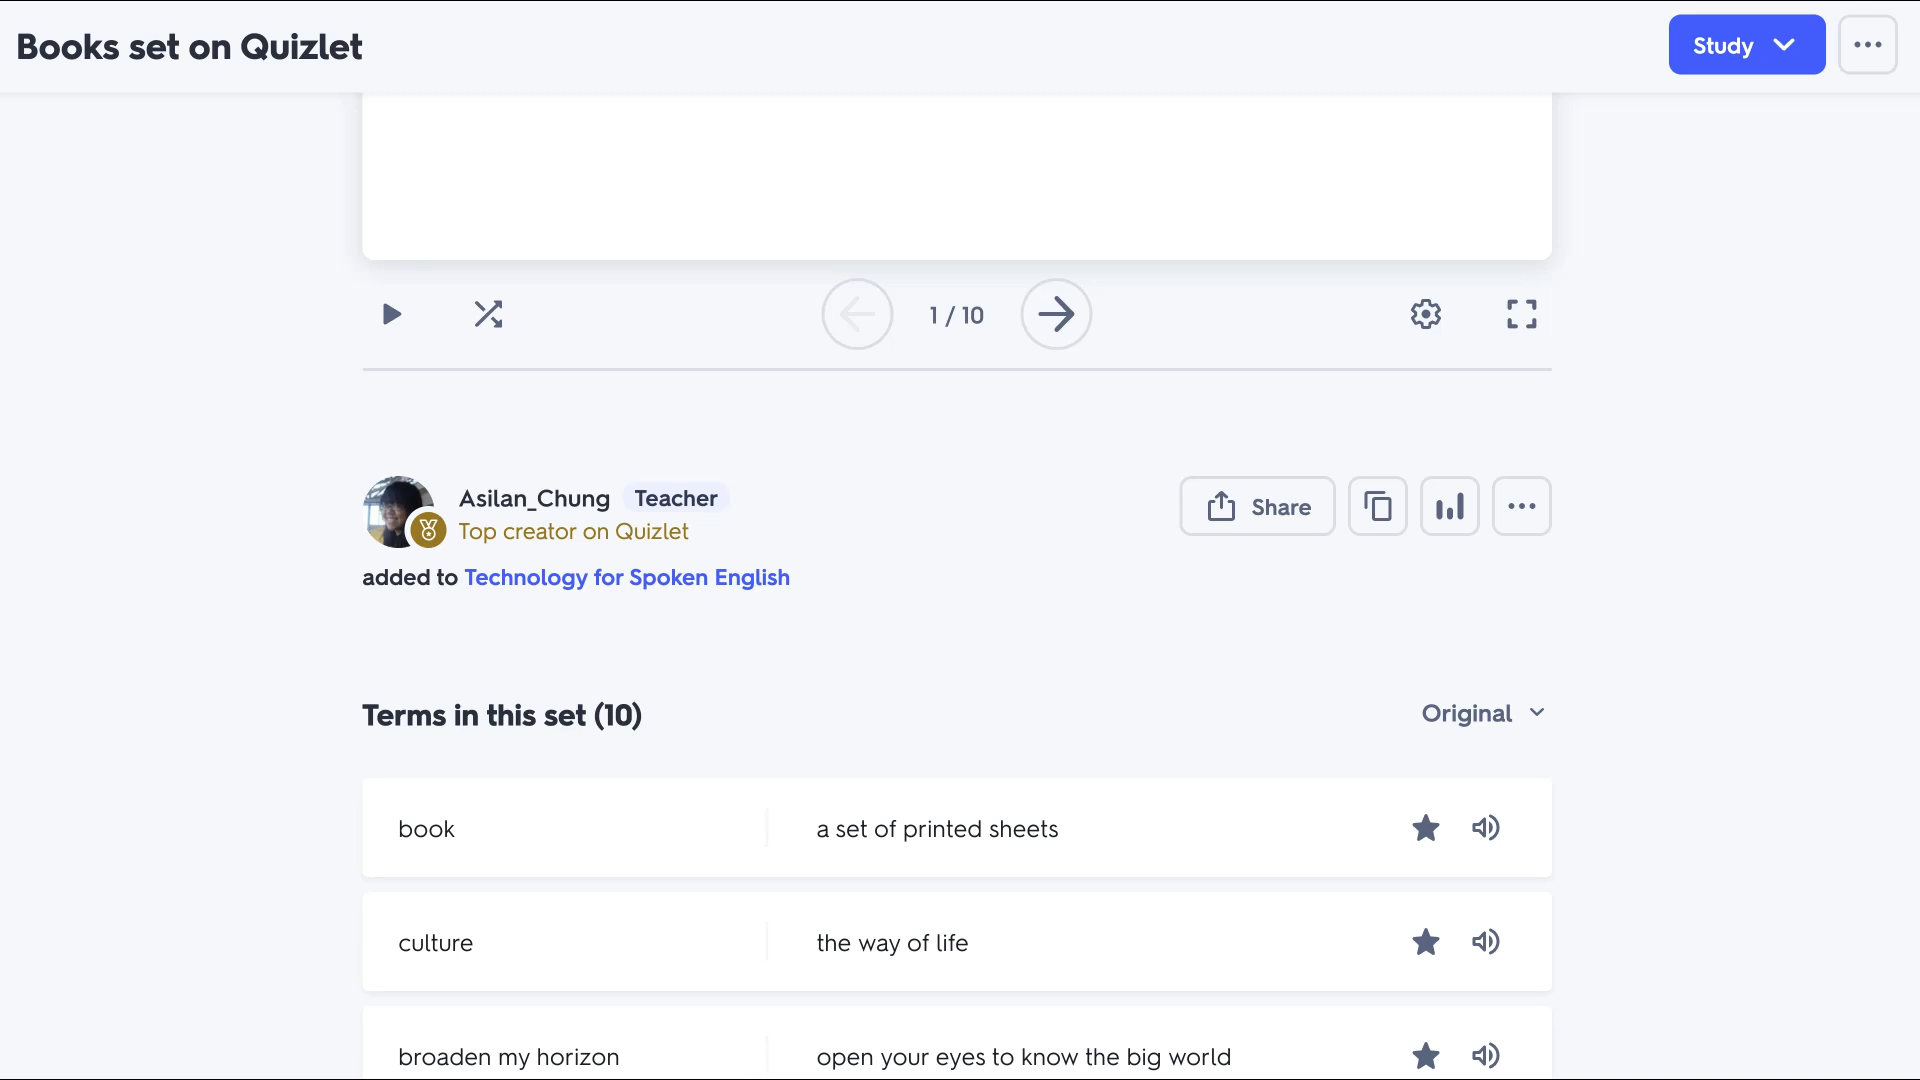 Books set on Quizlet
Study
1 / 10
Asilan_Chung Teacher
Top creator on Quizlet
Share
added to Technology for Spoken English
Terms in this set (10)
Original
book
a set of printed sheets
culture
the way of life
broaden my horizon
open your eyes to know the big world